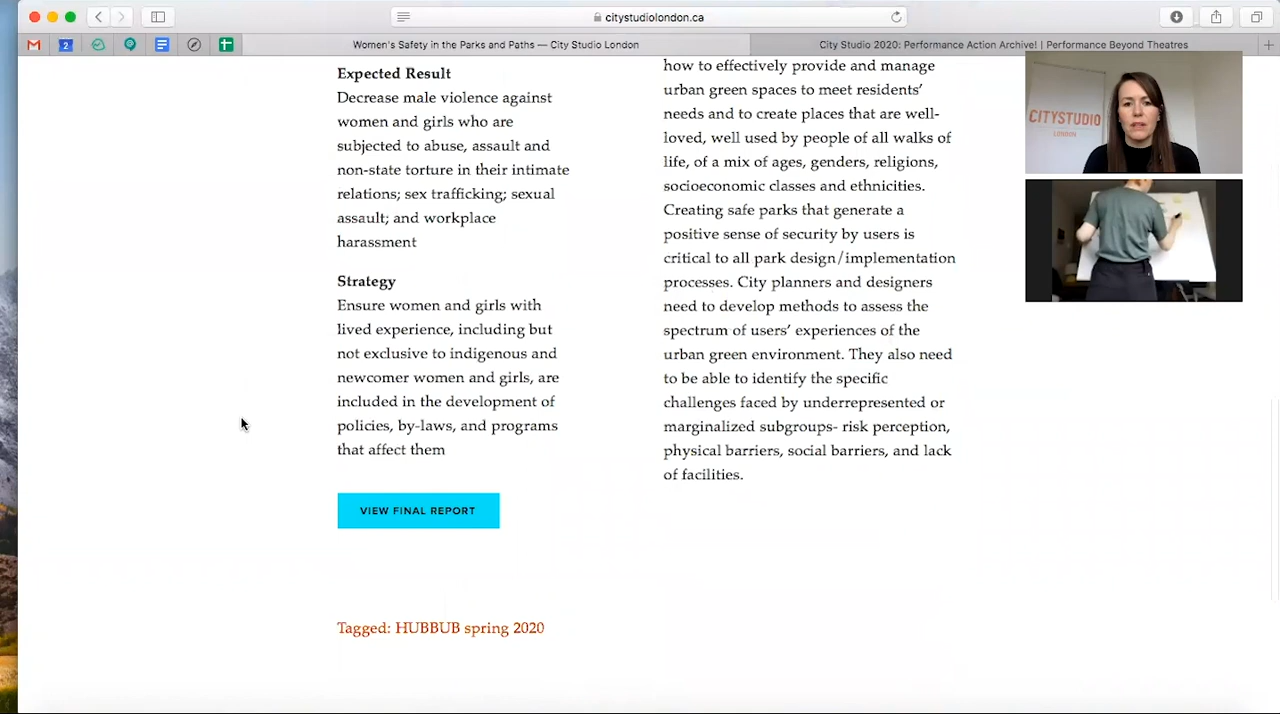 citystudiolondon.ca
2
Women's Safety in the Parks and Paths — City Studio London
City Studio 2020: Performance Action Archive! | Performance Beyond Theatres
Expected Result
Decrease male violence against
women and girls who are
subjected to abuse, assault and
non-state torture in their intimate
relations; sex trafficking; sexual
assault; and workplace
harassment
Strategy
Ensure women and girls with
lived experience, including but
not exclusive to indigenous and
newcomer women and girls, are
included in the development of
policies, by-laws, and programs
that affect them
VIEW FINAL REPORT
Tagged: HUBBUB spring 2020
how to effectively provide and manage
urban green spaces to meet residents'
needs and to create places that are well-
loved, well used by people of all walks of
life, of a mix of ages, genders, religions,
socioeconomic classes and ethnicities.
Creating safe parks that generate a
positive sense of security by users is
critical to all park design/implementation
processes. City planners and designers
need to develop methods to assess the
spectrum of users' experiences of the
urban green environment. They also need
to be able to identify the specific
challenges faced by underrepresented or
marginalized subgroups- risk perception,
physical barriers, social barriers, and lack
of facilities.
CITYSTUDIO
LONDON